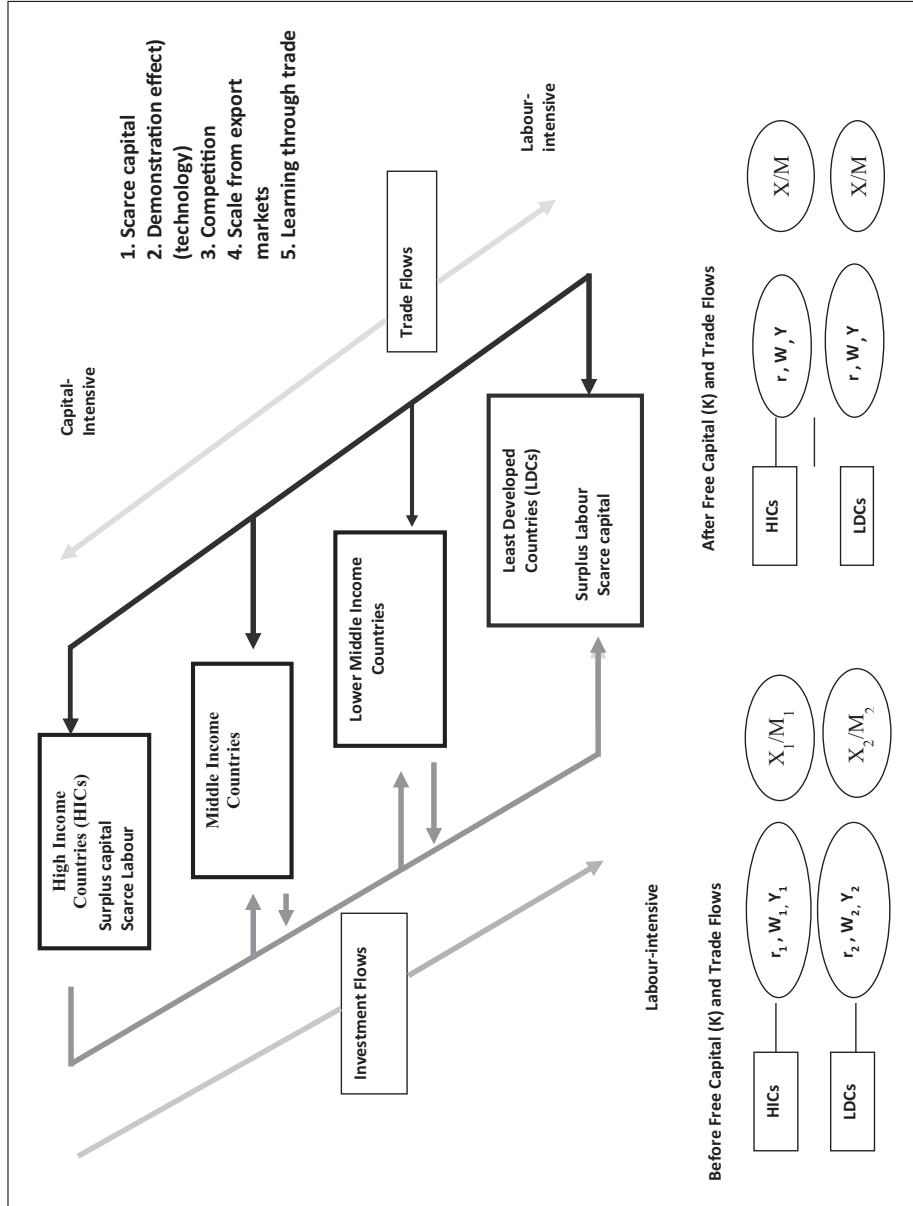 Capital-
Intensive
1. Scarce capital
2. Demonstration effect)
(technology)
3. Competition
4. Scale from export
markets
5. Learning through trade
High Income
Countries (HICs)
Surplus capital
Scarce Labour
Middle Income
Countries
Lower Middle Income
Countries
Least Developed
Countries (LDCs)
Surplus Labour
Scarce capital
Trade Flows
Labour-
intensive
Investment Flows
Labour-intensive
Before Free Capital (K) and Trade Flows
HICs
r₁, W₁, Y₁
X₁/M₁
LDCs
r₂, W₂, Y₂
X₂/M₂
After Free Capital (K) and Trade Flows
HICs
r, W, Y
X/M
LDCs
r, W, Y
X/M